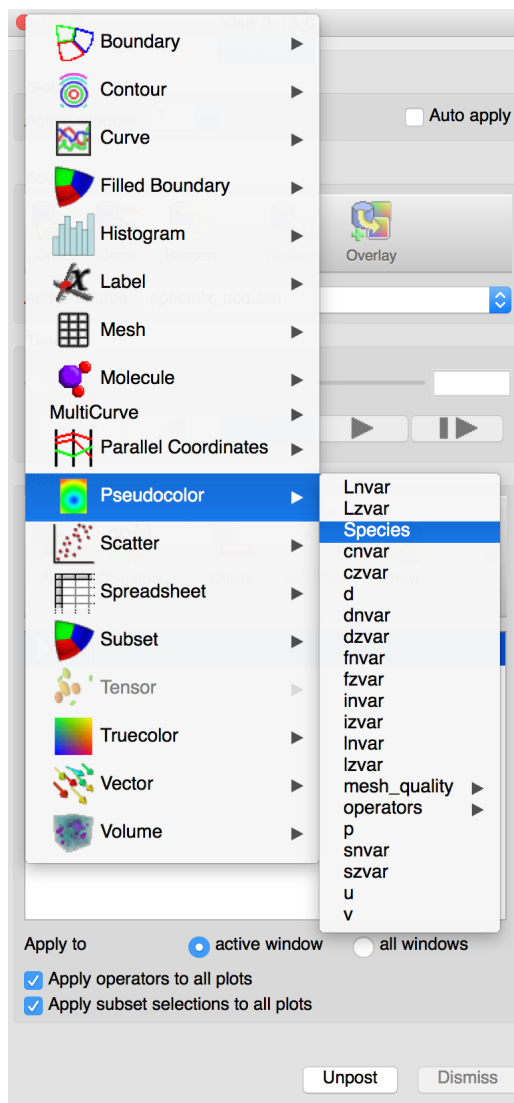 Boundary
Contour
Curve
Filled Boundary
Histogram
Label
Mesh
Molecule
MultiCurve
Parallel Coordinates
Pseudocolor
Scatter
Spreadsheet
Subset
Tensor
Truecolor
Vector
Volume
Auto apply
Overlay
Lnvar
Lzvar
Species
cnvar
czvar
d
dnvar
dzvar
fnvar
fzvar
invar
izvar
lnvar
lzvar
mesh_quality
operators
p
snvar
szvar
u
v
Apply to active window all windows
Apply operators to all plots
Apply subset selections to all plots
Unpost Dismiss